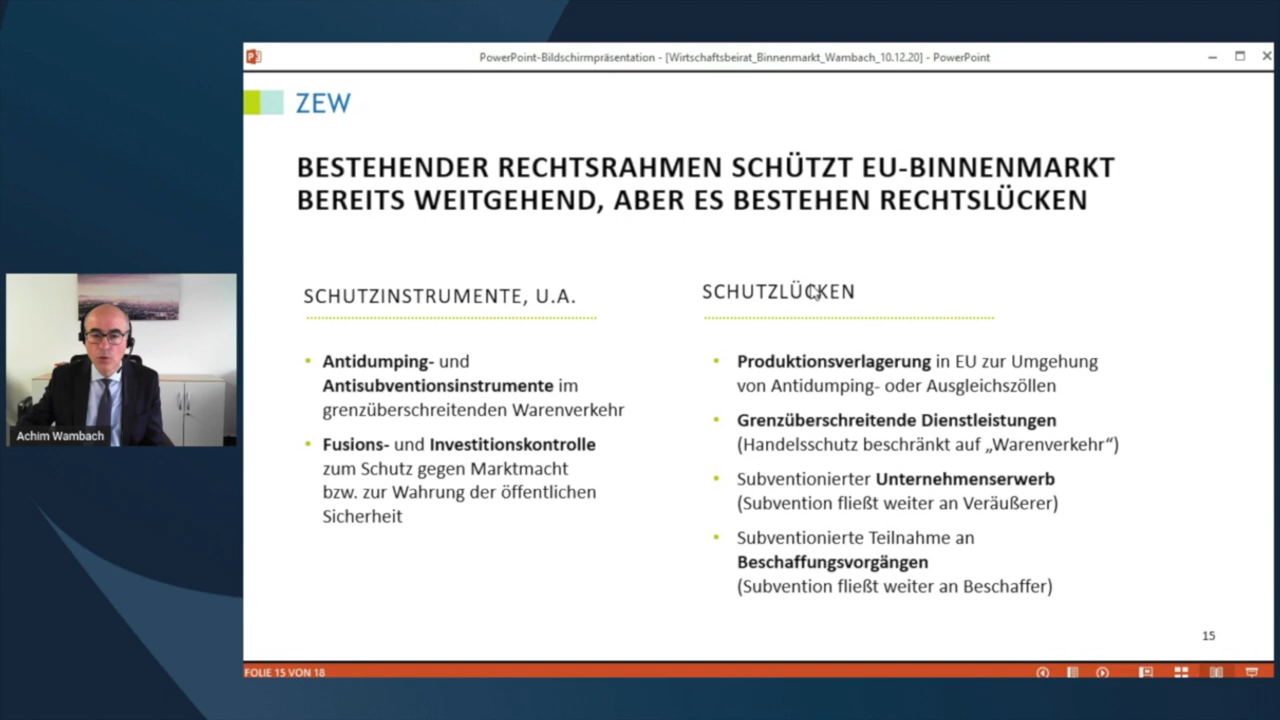 PowerPoint-Bildschirmpräsentation - [Wirtschaftsbeirat_Binnenmarkt_Wambach_10.12.20] - PowerPoint
ZEW
BESTEHENDER RECHTSRAHMEN SCHÜTZT EU-BINNENMARKT
BEREITS WEITGEHEND, ABER ES BESTEHEN RECHTSLÜCKEN
SCHUTZINSTRUMENTE, U.A.
• Antidumping- und
Antisubventionsinstrumente im
grenzüberschreitenden Warenverkehr
• Fusions- und Investitionskontrolle
zum Schutz gegen Marktmacht
bzw. zur Wahrung der öffentlichen
Sicherheit
SCHUTZLÜCKEN
• Produktionsverlagerung in EU zur Umgehung
von Antidumping- oder Ausgleichszöllen
• Grenzüberschreitende Dienstleistungen
(Handelsschutz beschränkt auf „Warenverkehr“)
• Subventionierter Unternehmenserwerb
(Subvention fließt weiter an Veräußerer)
• Subventionierte Teilnahme an
Beschaffungsvorgängen
(Subvention fließt weiter an Beschaffer)
15
FOLIE 15 VON 18
Achim Wambach